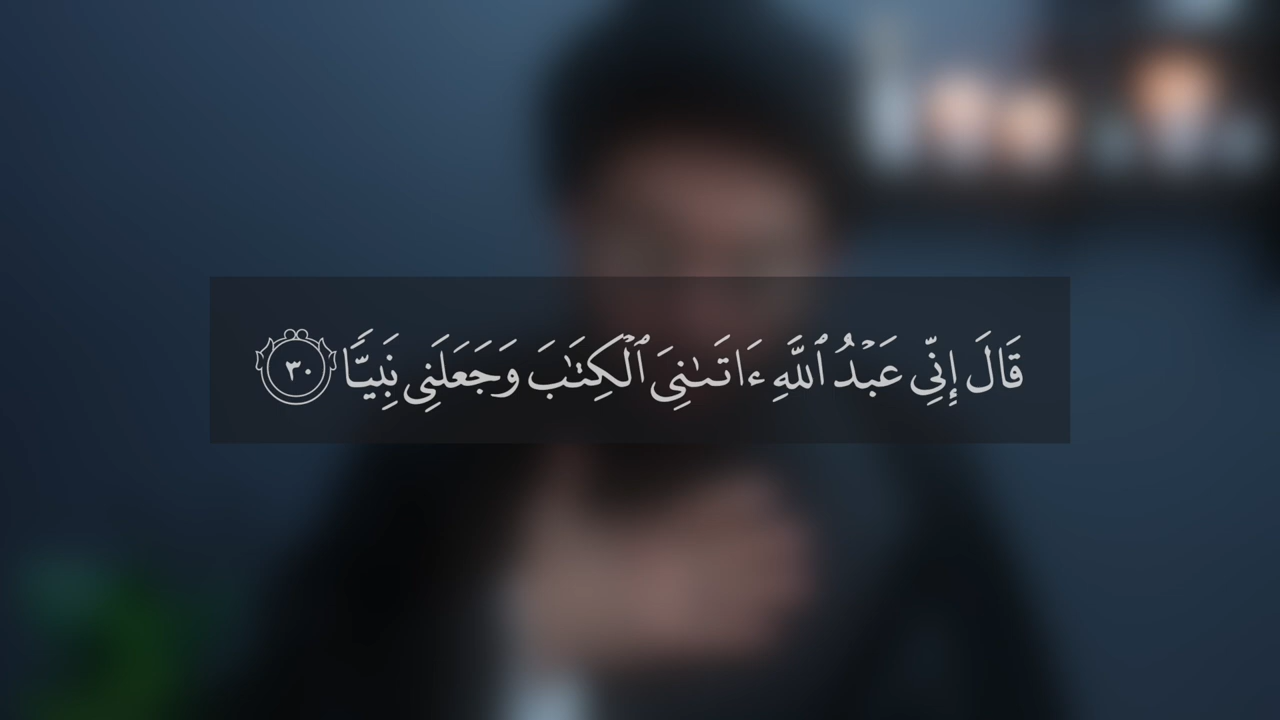 قَالَ إِنِّى عَبۡدُ ٱللَّهِ ءَاتَىٰنِىَ ٱلۡكِتَٰبَ وَجَعَلَنِى نَبِيّٗا ٣٠